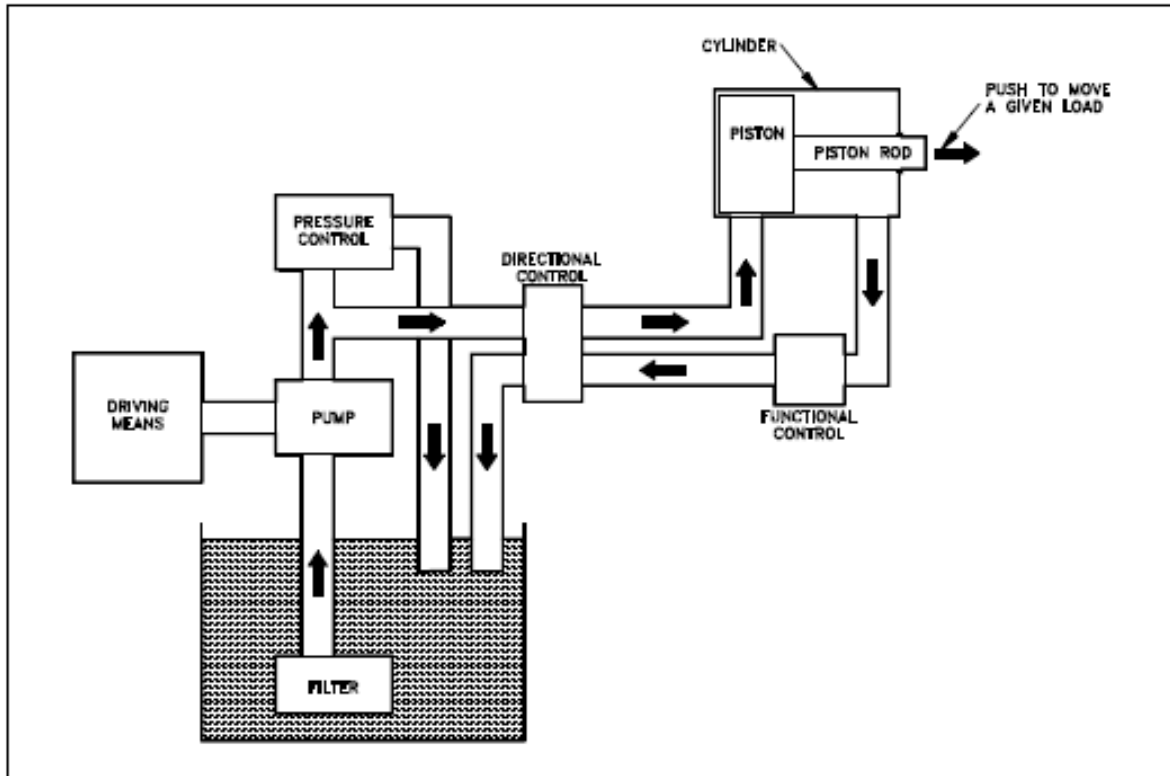 CYLINDER
PUSH TO MOVE
A GIVEN LOAD
PISTON
PISTON ROD
PRESSURE
CONTROL
DIRECTIONAL
CONTROL
DRIVING
MEANS
PUMP
FUNCTIONAL
CONTROL
FILTER